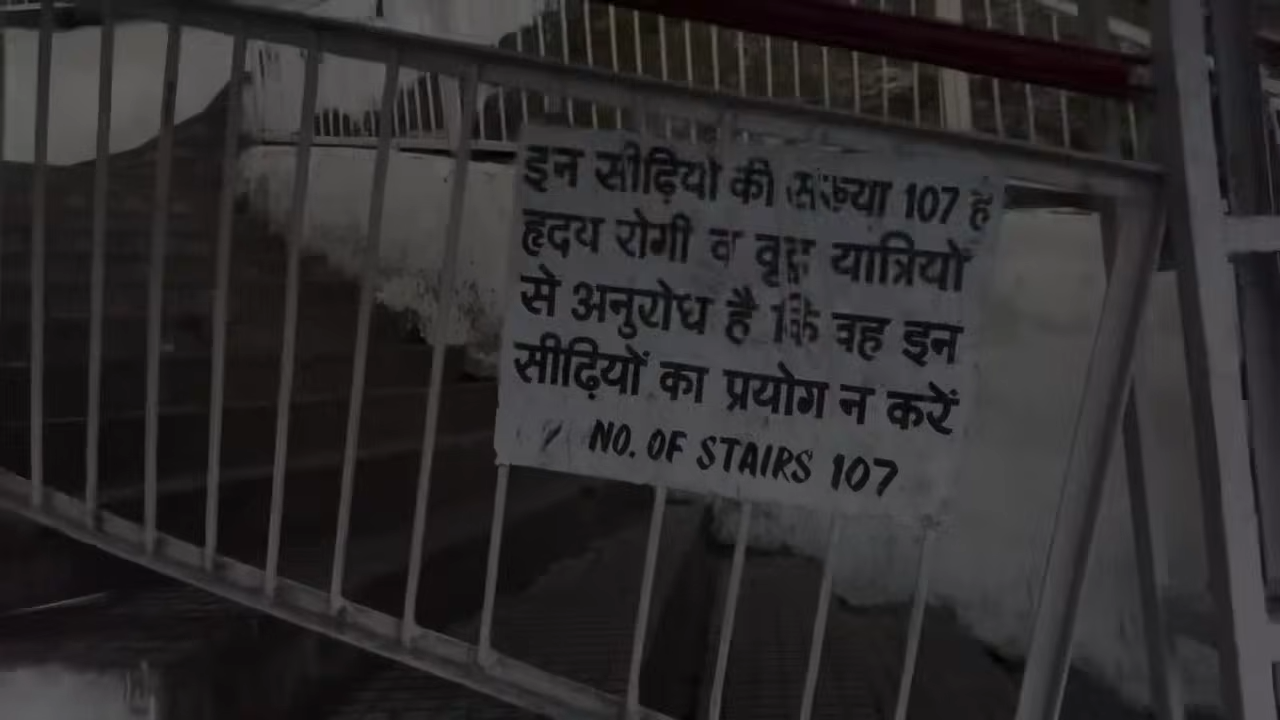 इन सीढ़ियो की संख्या 107 है
हृदय रोगी व वृद्ध यात्रियों
से अनुरोध है कि वह इन
सीढ़ियों का प्रयोग न करें
NO. OF STAIRS 107